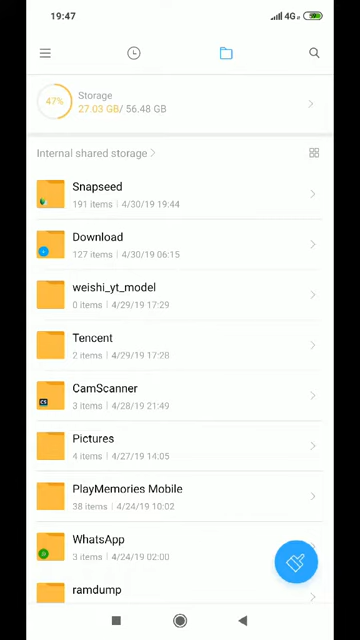 19:47
4G
59
47%
Storage
27.03 GB/ 56.48 GB
Internal shared storage
Snapseed
191 items | 4/30/19 19:44
Download
127 items | 4/30/19 06:15
weishi_yt_model
0 items | 4/29/19 17:29
Tencent
2 items | 4/29/19 17:28
CamScanner
CS
3 items | 4/28/19 21:49
Pictures
4 items | 4/27/19 14:05
PlayMemories Mobile
38 items | 4/24/19 10:02
WhatsApp
3 items | 4/24/19 02:00
ramdump